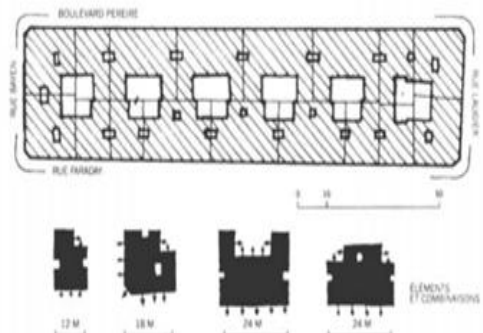 BOULEVARD PEREIRE
RUE BAYEN
RUE LAUGIER
RUE FARADAY
0 10 50
ÉLÉMENTS
ET COMBINAISONS
12 M 18 M 24 M 24 M